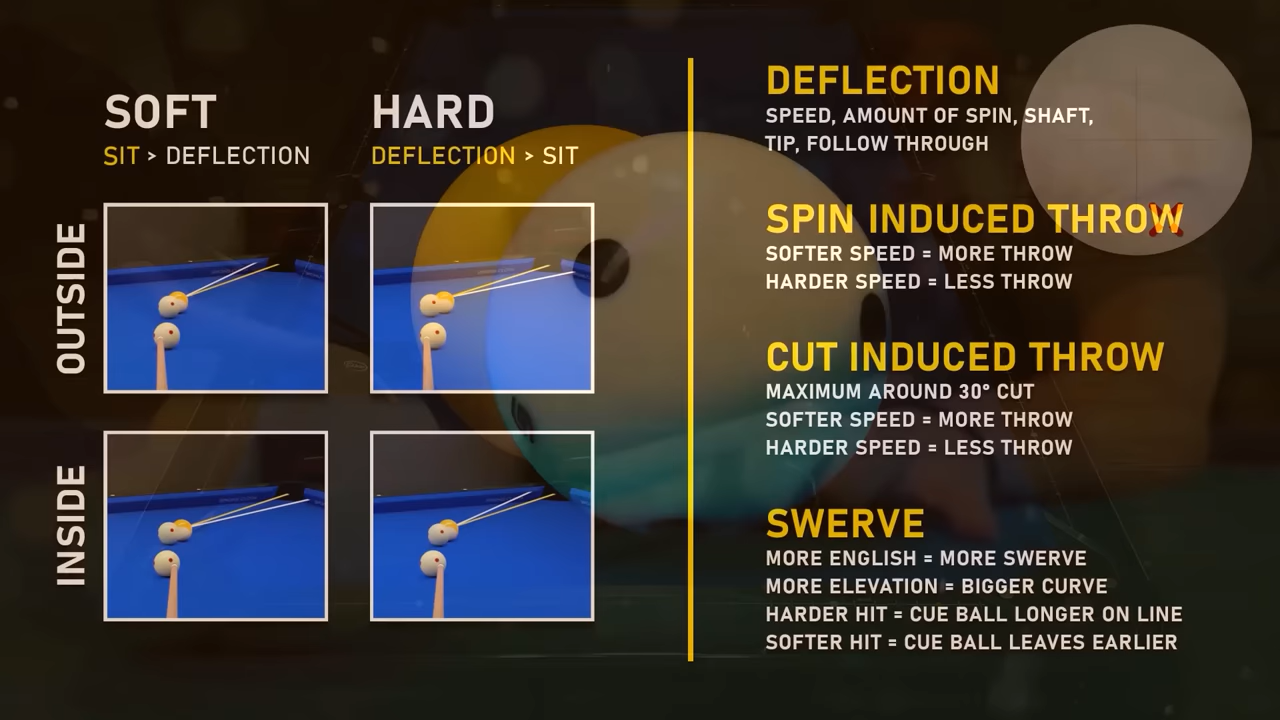 SOFT
SIT > DEFLECTION
HARD
DEFLECTION > SIT
OUTSIDE
INSIDE
DEFLECTION
SPEED, AMOUNT OF SPIN, SHAFT,
TIP, FOLLOW THROUGH
SPIN INDUCED THROW
SOFTER SPEED = MORE THROW
HARDER SPEED = LESS THROW
CUT INDUCED THROW
MAXIMUM AROUND 30° CUT
SOFTER SPEED = MORE THROW
HARDER SPEED = LESS THROW
SWERVE
MORE ENGLISH = MORE SWERVE
MORE ELEVATION = BIGGER CURVE
HARDER HIT = CUE BALL LONGER ON LINE
SOFTER HIT = CUE BALL LEAVES EARLIER